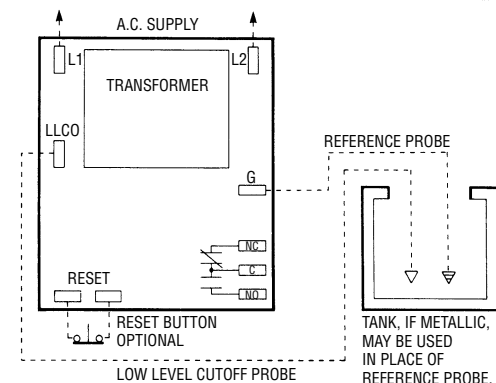 A.C. SUPPLY
L1
L2
TRANSFORMER
LLCO
REFERENCE PROBE
G
NC
C
NO
RESET
RESET BUTTON
OPTIONAL
TANK, IF METALLIC,
MAY BE USED
IN PLACE OF
REFERENCE PROBE.
LOW LEVEL CUTOFF PROBE